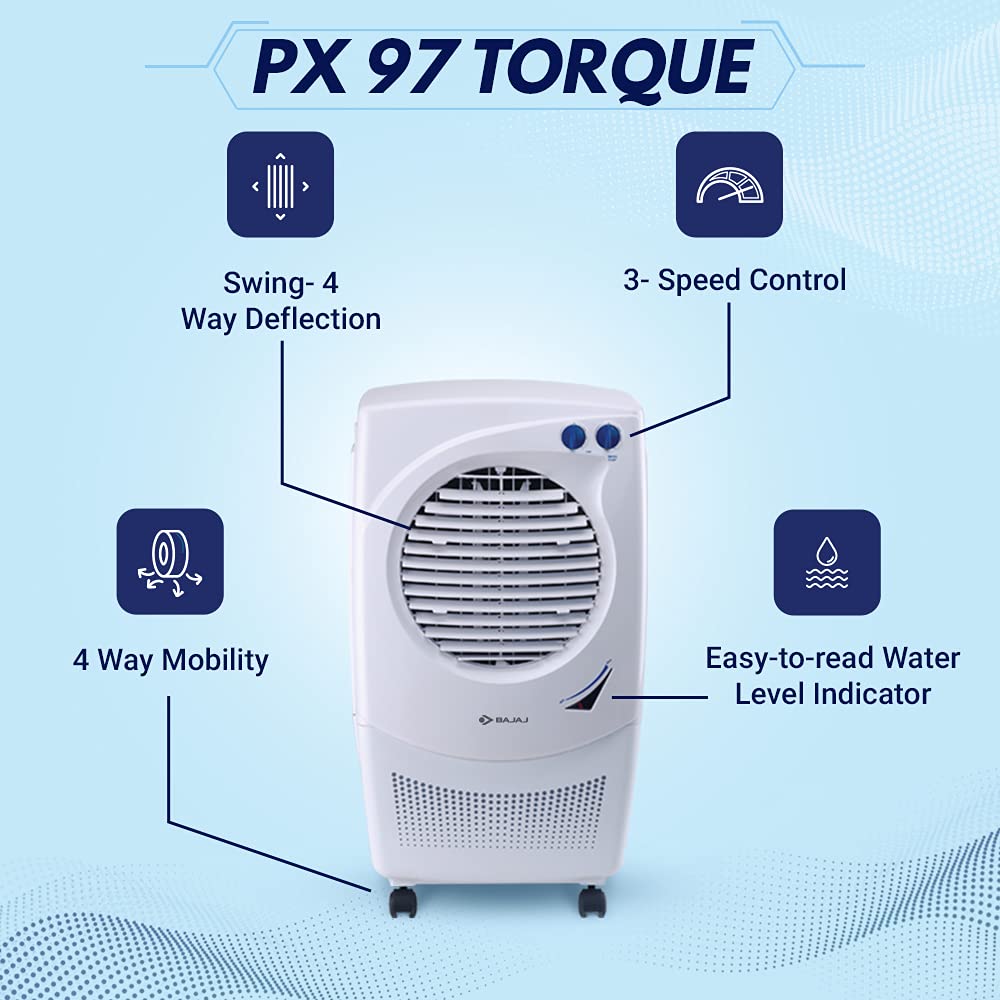 PX 97 TORQUE
Swing- 4
Way Deflection
3- Speed Control
4 Way Mobility
Easy-to-read Water
Level Indicator
BAJAJ